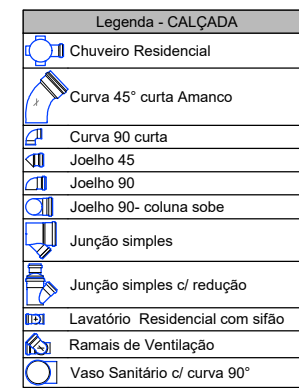 Legenda - CALÇADA
Chuveiro Residencial
Curva 45° curta Amanco
Curva 90 curta
Joelho 45
Joelho 90
Joelho 90- coluna sobe
Junção simples
Junção simples c/ redução
Lavatório Residencial com sifão
Ramais de Ventilação
Vaso Sanitário c/ curva 90°